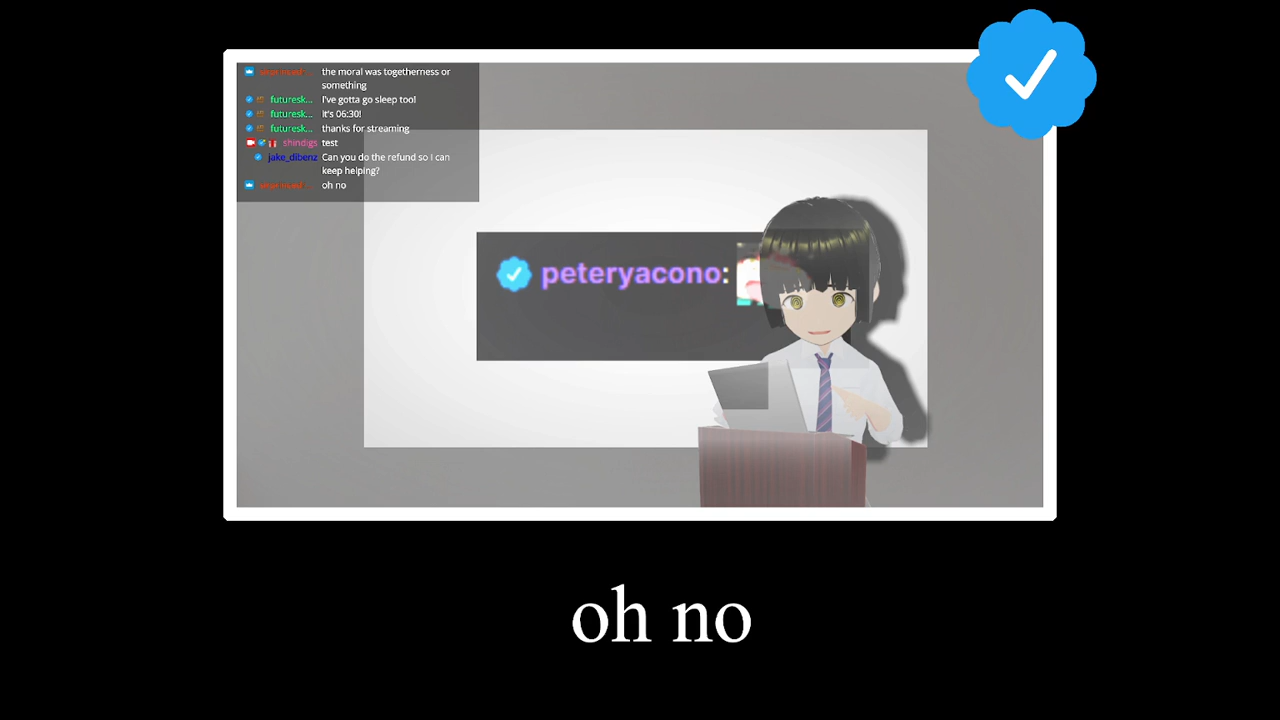 the moral was togetherness or
something
futuresk... I've gotta go sleep too!
futuresk... it's 06:30!
futuresk... thanks for streaming
shindigs test
jake_dibenz Can you do the refund so I can
keep helping?
oh no
peteryacono:
oh no